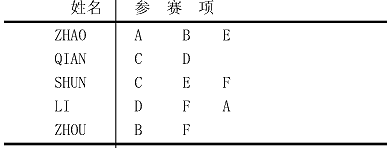 姓名 参 赛 项
ZHAO A B E
QIAN C D
SHUN C E F
LI D F A
ZHOU B F